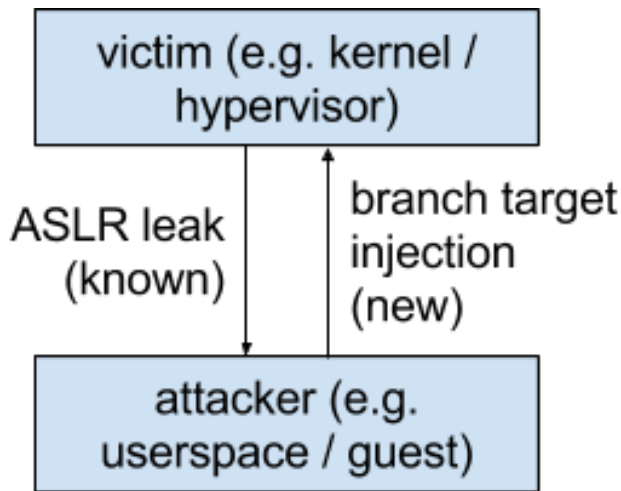 victim (e.g. kernel /
hypervisor)
ASLR leak
(known)
branch target
injection
(new)
attacker (e.g.
userspace / guest)